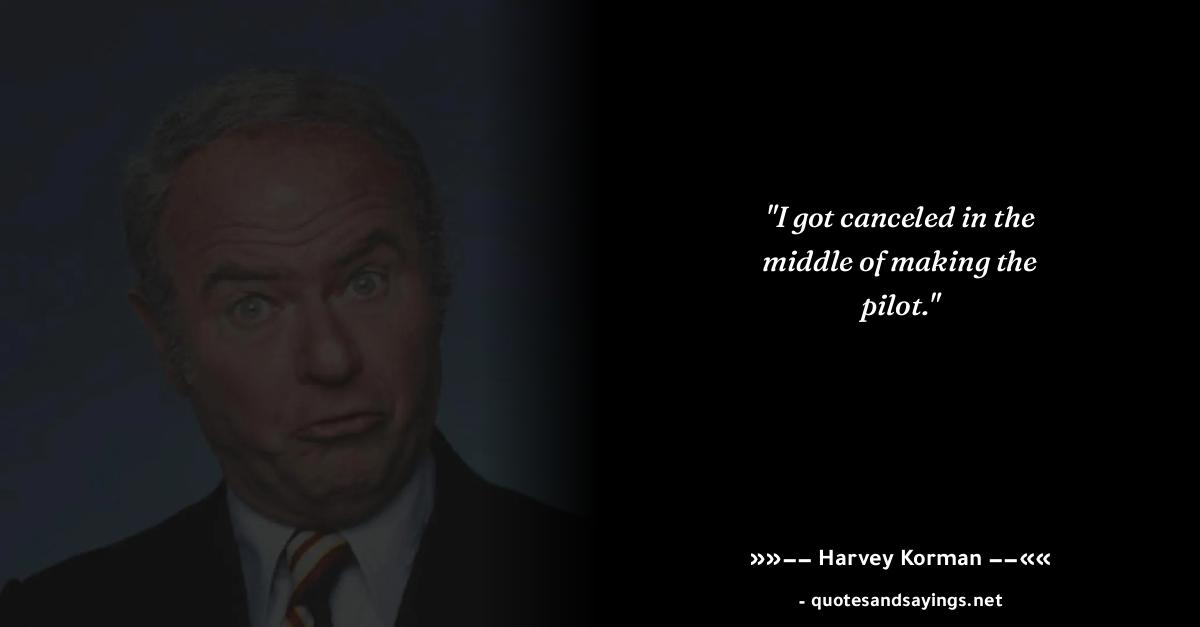 "I got canceled in the
middle of making the
pilot."
»»–– Harvey Korman ––««
- quotesandsayings.net